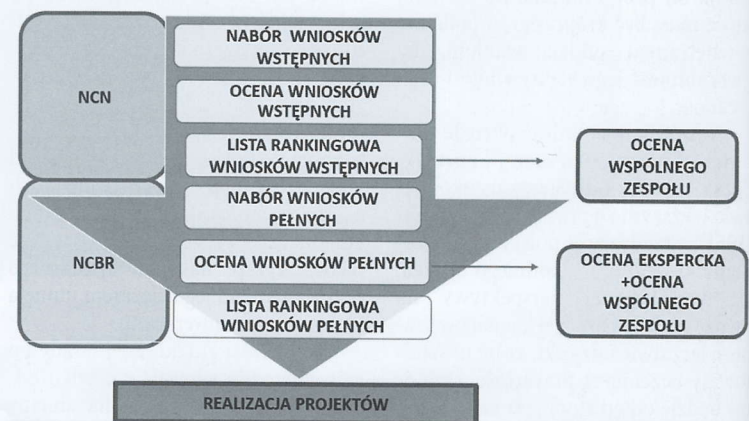 NCN
NABÓR WNIOSKÓW
WSTĘPNYCH
OCENA WNIOSKÓW
WSTĘPNYCH
LISTA RANKINGOWA
WNIOSKÓW WSTĘPNYCH
OCENA
WSPÓLNEGO
ZESPOŁU
NCBR
NABÓR WNIOSKÓW
PEŁNYCH
OCENA WNIOSKÓW PEŁNYCH
OCENA EKSPERCKA
+OCENA
WSPÓLNEGO
ZESPOŁU
LISTA RANKINGOWA
WNIOSKÓW PEŁNYCH
REALIZACJA PROJEKTÓW